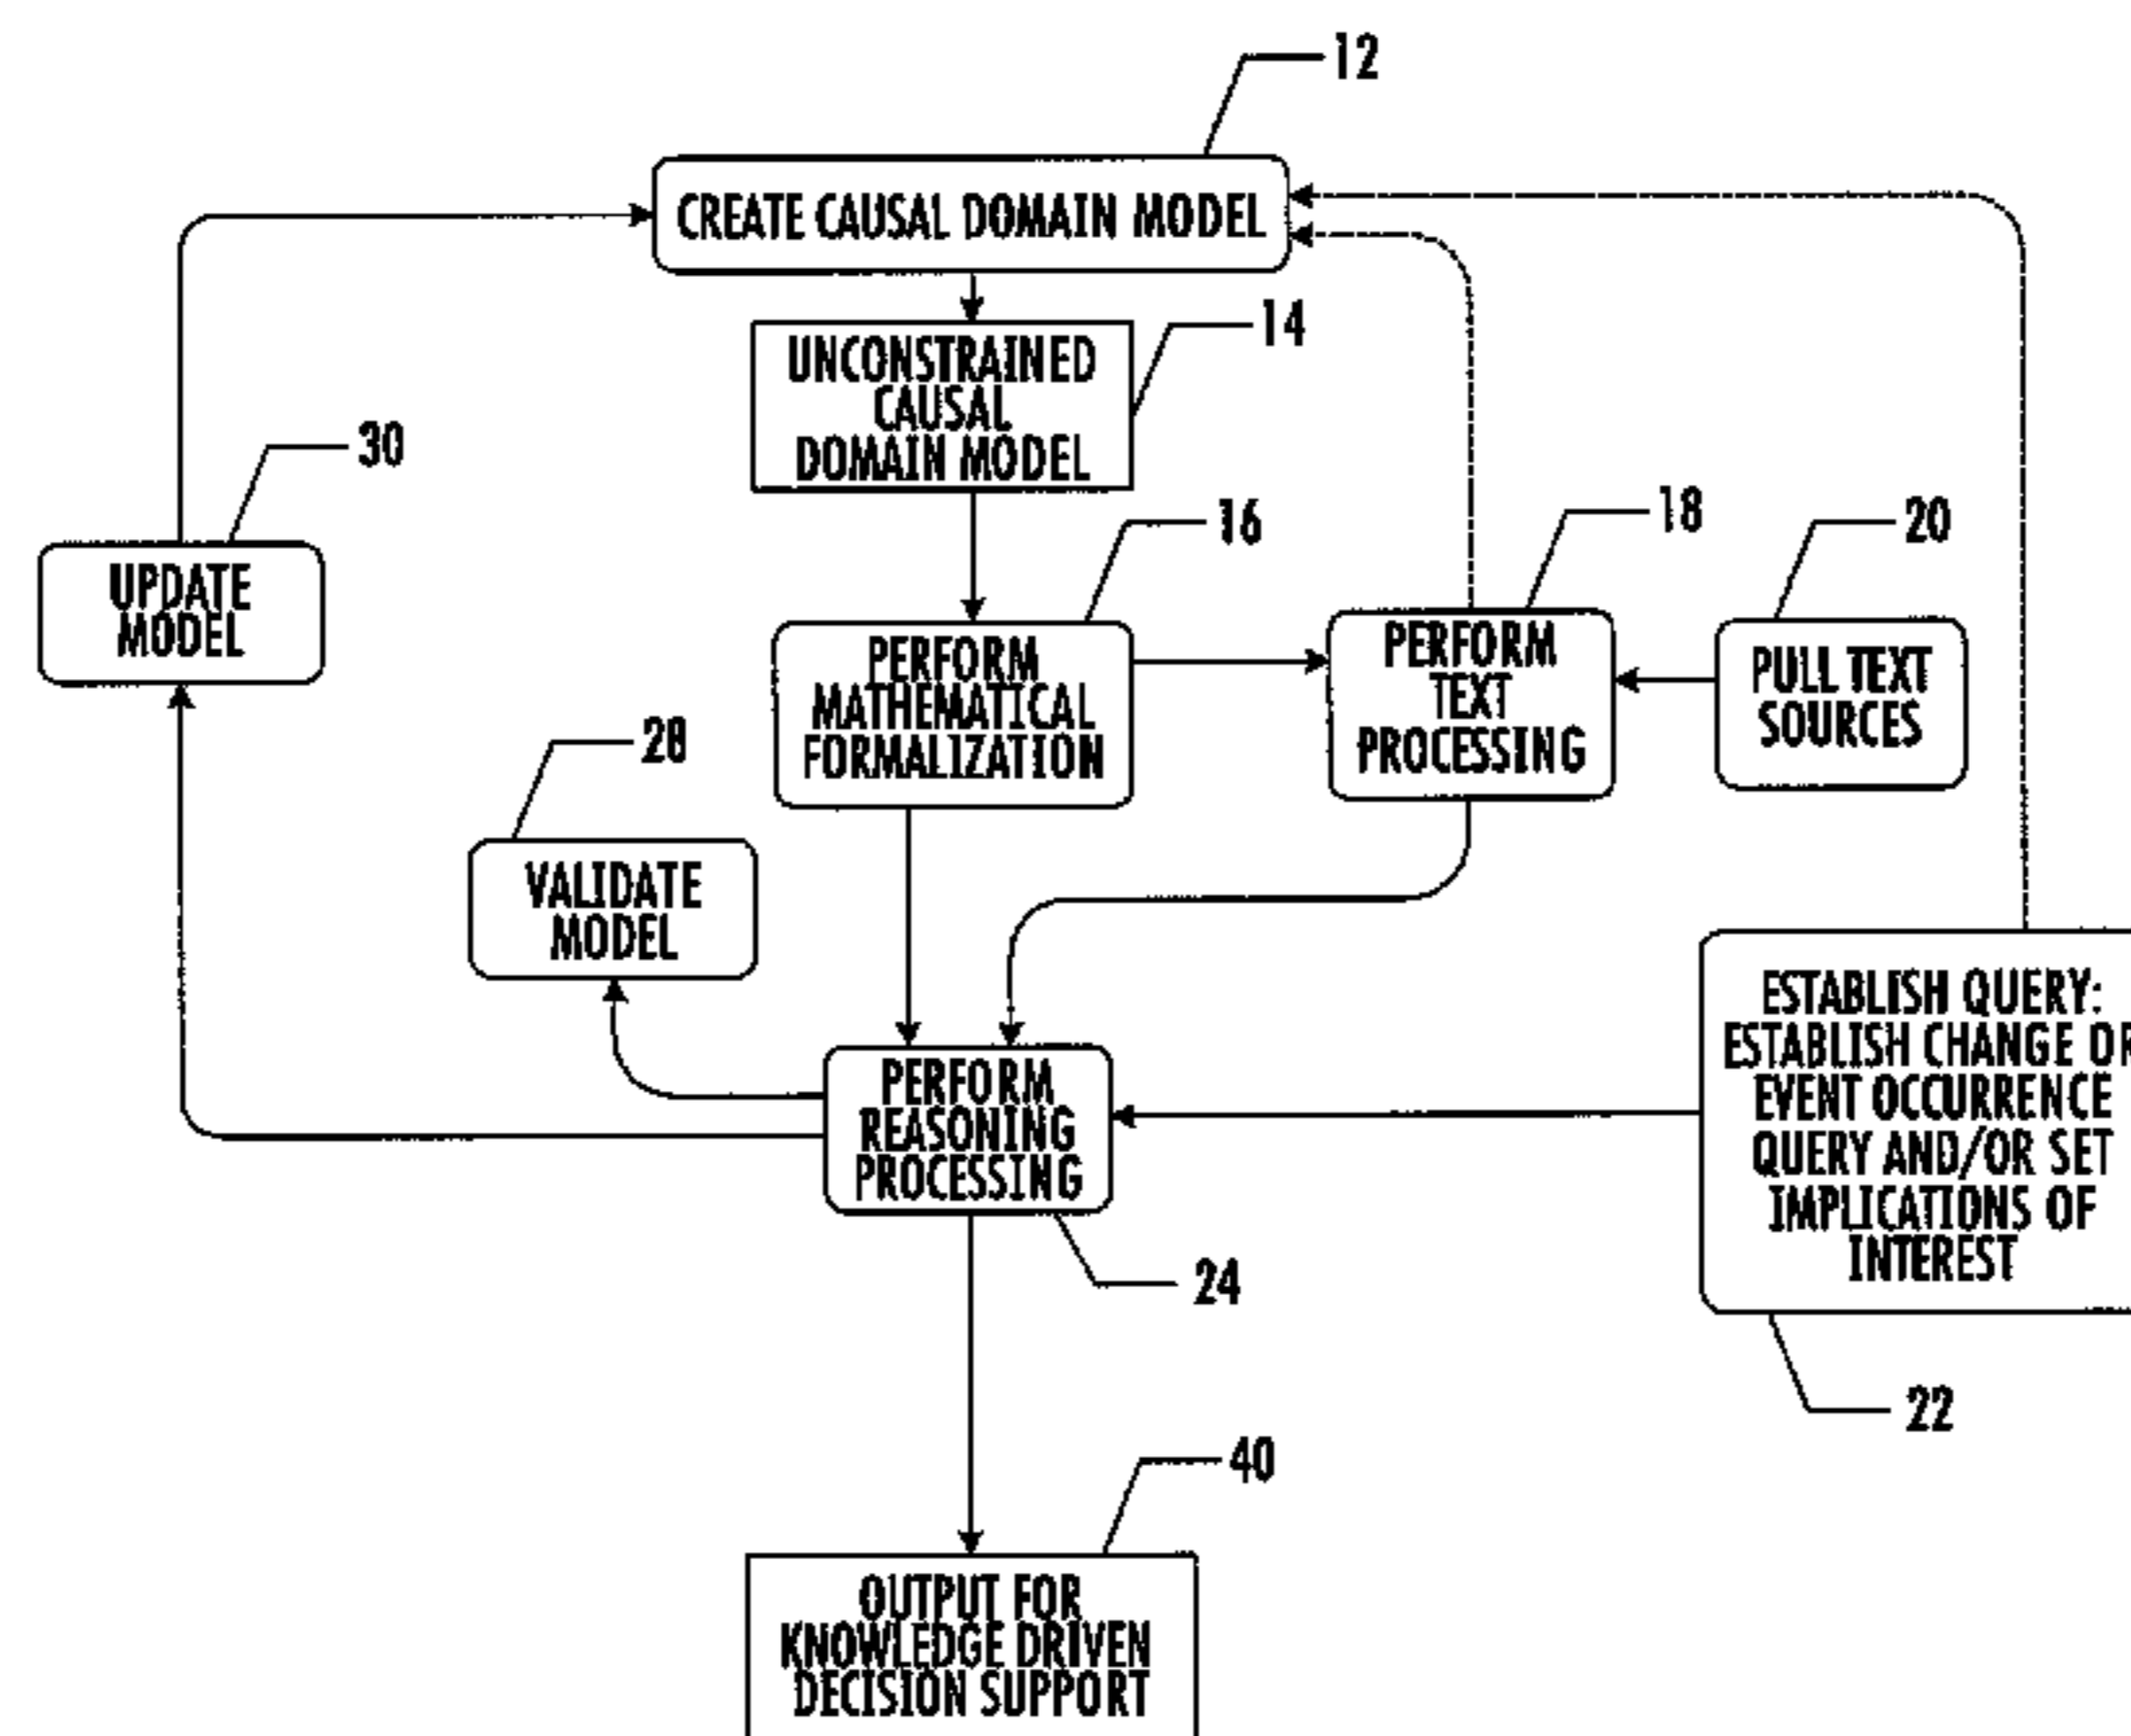 12
CREATE CAUSAL DOMAIN MODEL
14
UNCONSTRAINED
CAUSAL
DOMAIN MODEL
30
UPDATE
MODEL
16
PERFORM
MATHEMATICAL
FORMALIZATION
18
PERFORM
TEXT
PROCESSING
20
PULL TEXT
SOURCES
28
VALIDATE
MODEL
PERFORM
REASONING
PROCESSING
24
ESTABLISH QUERY:
ESTABLISH CHANGE OR
EVENT OCCURRENCE
QUERY AND/OR SET
IMPLICATIONS OF
INTEREST
22
40
OUTPUT FOR
KNOWLEDGE DRIVEN
DECISION SUPPORT